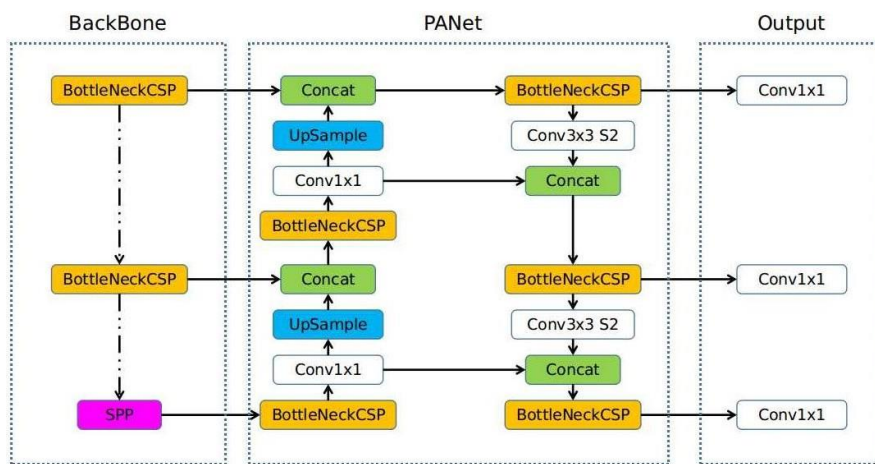 BackBone
PANet
Output
BottleNeckCSP
Concat
BottleNeckCSP
Conv1x1
UpSample
Conv3x3 S2
Conv1x1
Concat
BottleNeckCSP
BottleNeckCSP
Concat
BottleNeckCSP
Conv1x1
UpSample
Conv3x3 S2
Conv1x1
Concat
SPP
BottleNeckCSP
BottleNeckCSP
Conv1x1